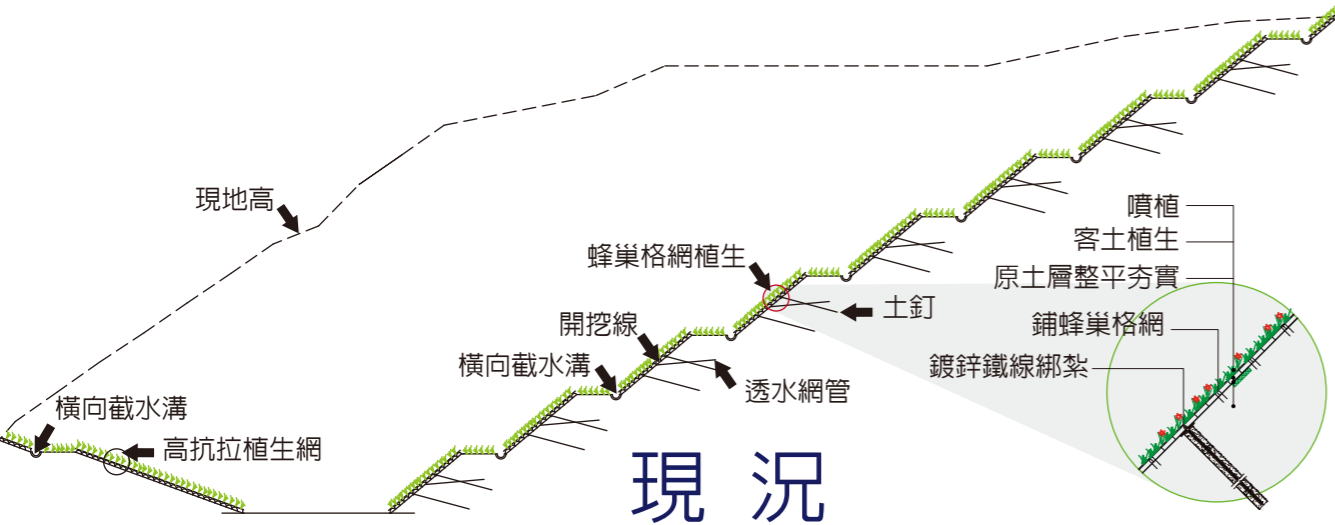 現地高
噴植
客土植生
蜂巢格網植生
原土層整平夯實
土釘
開挖線
鋪蜂巢格網
橫向截水溝
鍍鋅鐵線綁紮
透水網管
橫向截水溝
高抗拉植生網
現況